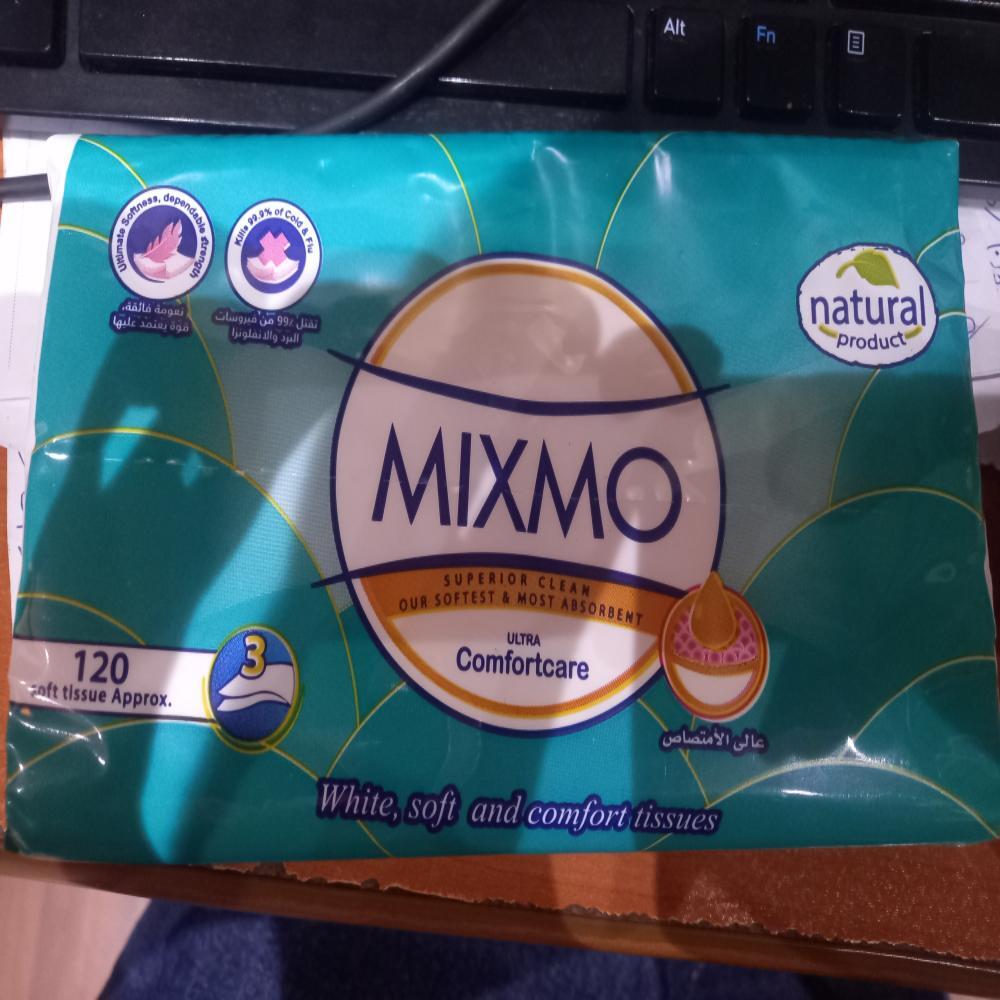 Alt
Fn
Ultimate Softness, dependable strength
نعومة فائقة،
قوة يعتمد عليها
Kills 99.9% of Cold & Flu
تقتل 99٪ من فيروسات
البرد والانفلونزا
natural
product
MIXMO
SUPERIOR CLEAN
OUR SOFTEST & MOST ABSORBENT
ULTRA
Comfortcare
120
soft tissue Approx.
3
عالى الأمتصاص
White, soft and comfort tissues